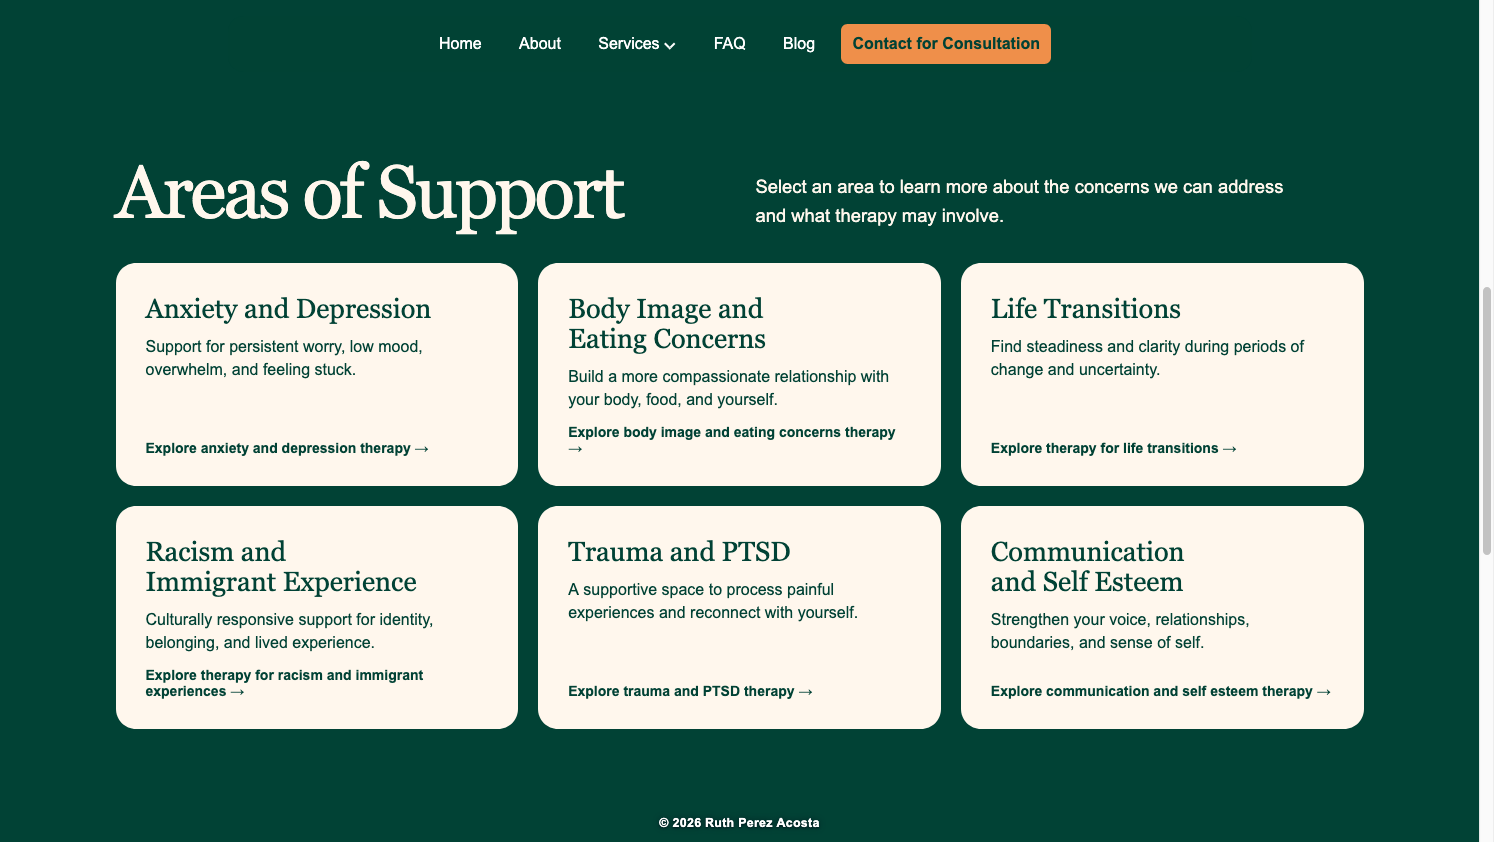 Home About Services FAQ Blog Contact for Consultation
Areas of Support
Select an area to learn more about the concerns we can address
and what therapy may involve.
Anxiety and Depression
Support for persistent worry, low mood,
overwhelm, and feeling stuck.
Explore anxiety and depression therapy →
Body Image and
Eating Concerns
Build a more compassionate relationship with
your body, food, and yourself.
Explore body image and eating concerns therapy
→
Life Transitions
Find steadiness and clarity during periods of
change and uncertainty.
Explore therapy for life transitions →
Racism and
Immigrant Experience
Culturally responsive support for identity,
belonging, and lived experience.
Explore therapy for racism and immigrant
experiences →
Trauma and PTSD
A supportive space to process painful
experiences and reconnect with yourself.
Explore trauma and PTSD therapy →
Communication
and Self Esteem
Strengthen your voice, relationships,
boundaries, and sense of self.
Explore communication and self esteem therapy →
© 2026 Ruth Perez Acosta